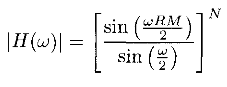 |H(ω)| = [ sin(ωRM/2) / sin(ω/2) ]^N